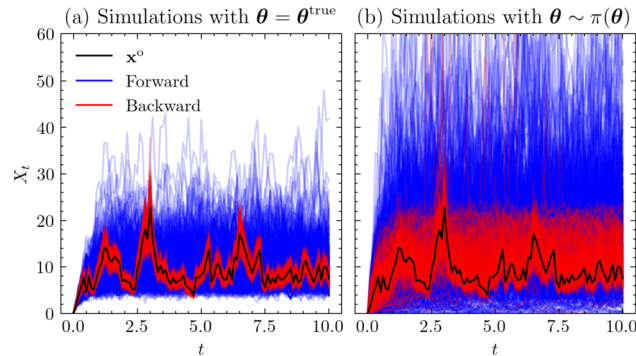 (a) Simulations with θ = θ^true
(b) Simulations with θ ∼ π(θ)
60
50
40
30
20
10
0
X_t
x^o
Forward
Backward
0.0 2.5 5.0 7.5 10.0
t
0.0 2.5 5.0 7.5 10.0
t